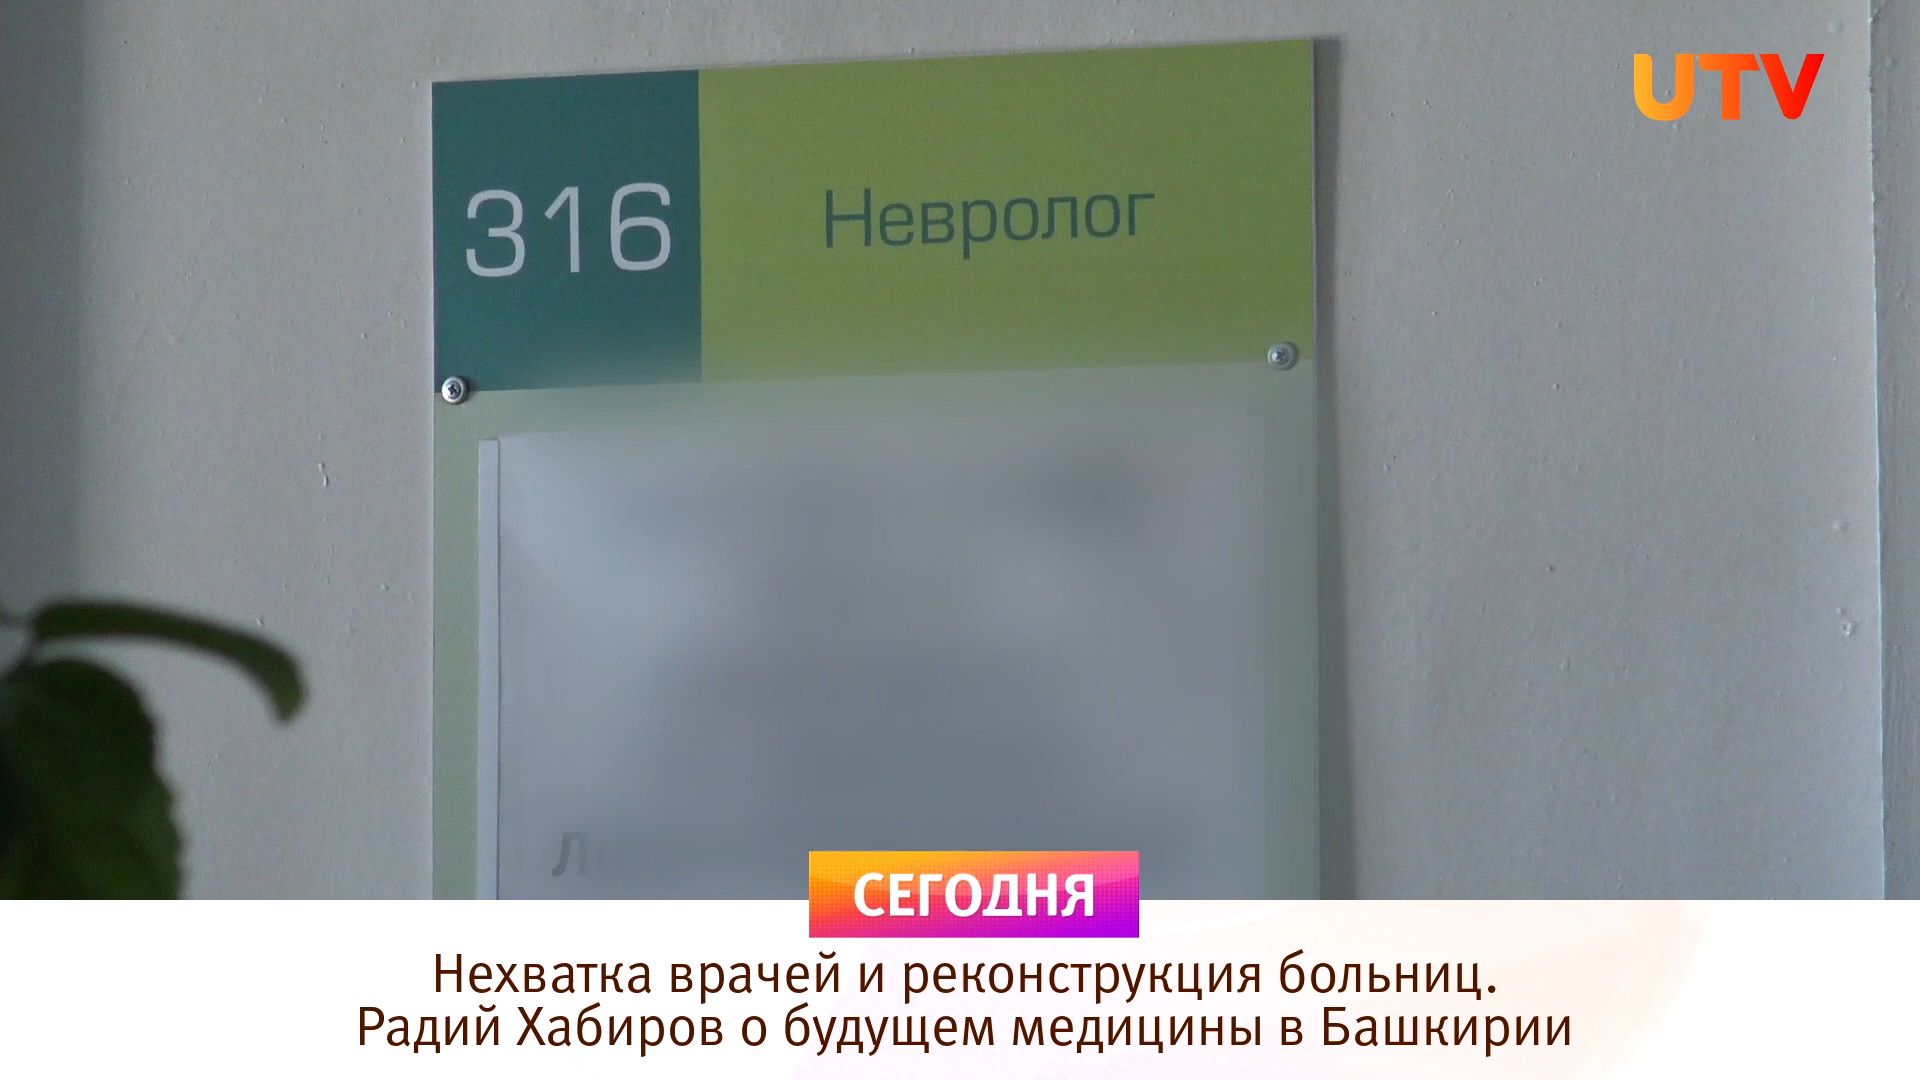 UTV
316 Невролог
СЕГОДНЯ
Нехватка врачей и реконструкция больниц.
Радий Хабиров о будущем медицины в Башкирии